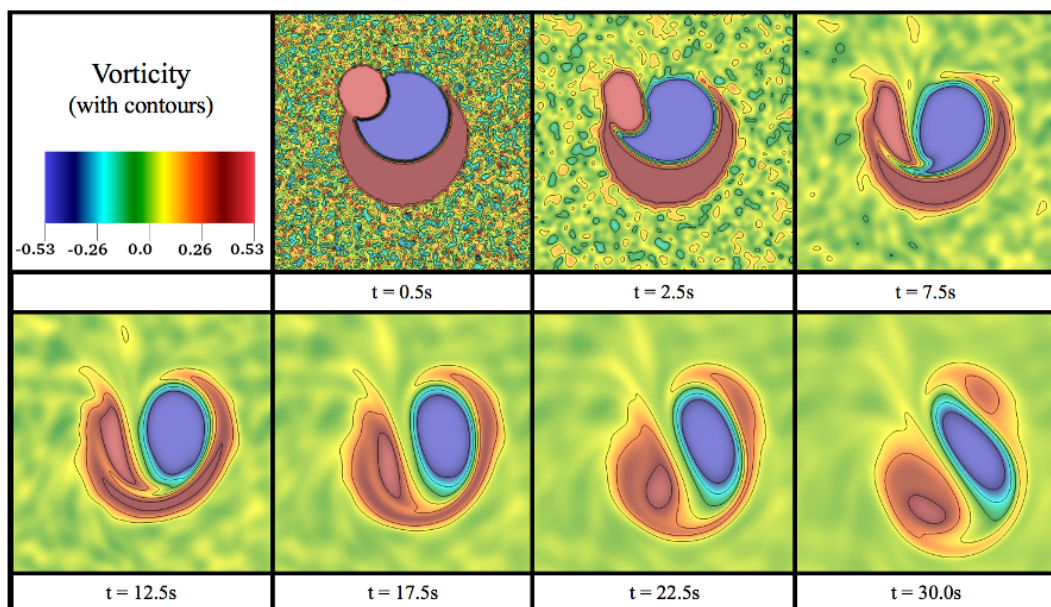 Vorticity
(with contours)
-0.53 -0.26 0.0 0.26 0.53
t = 0.5s
t = 2.5s
t = 7.5s
t = 12.5s
t = 17.5s
t = 22.5s
t = 30.0s